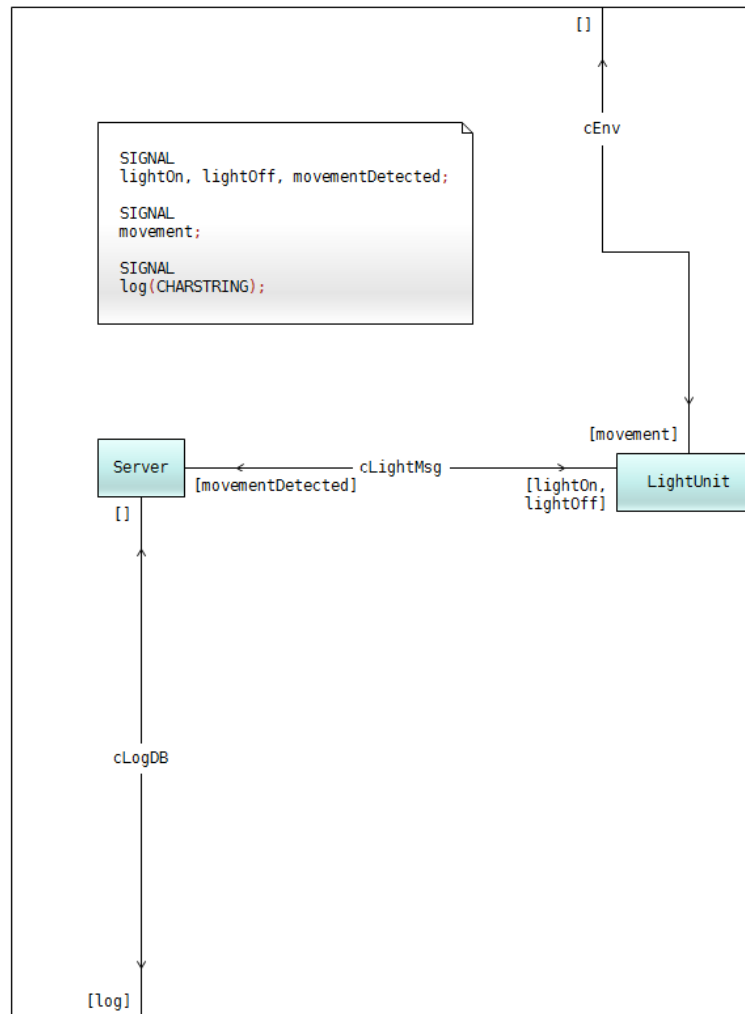 []
cEnv
SIGNAL
lightOn, lightOff, movementDetected;
SIGNAL
movement;
SIGNAL
log(CHARSTRING);
[movement]
Server
cLightMsg
LightUnit
[movementDetected]
[lightOn,
lightOff]
[]
cLogDB
[log]